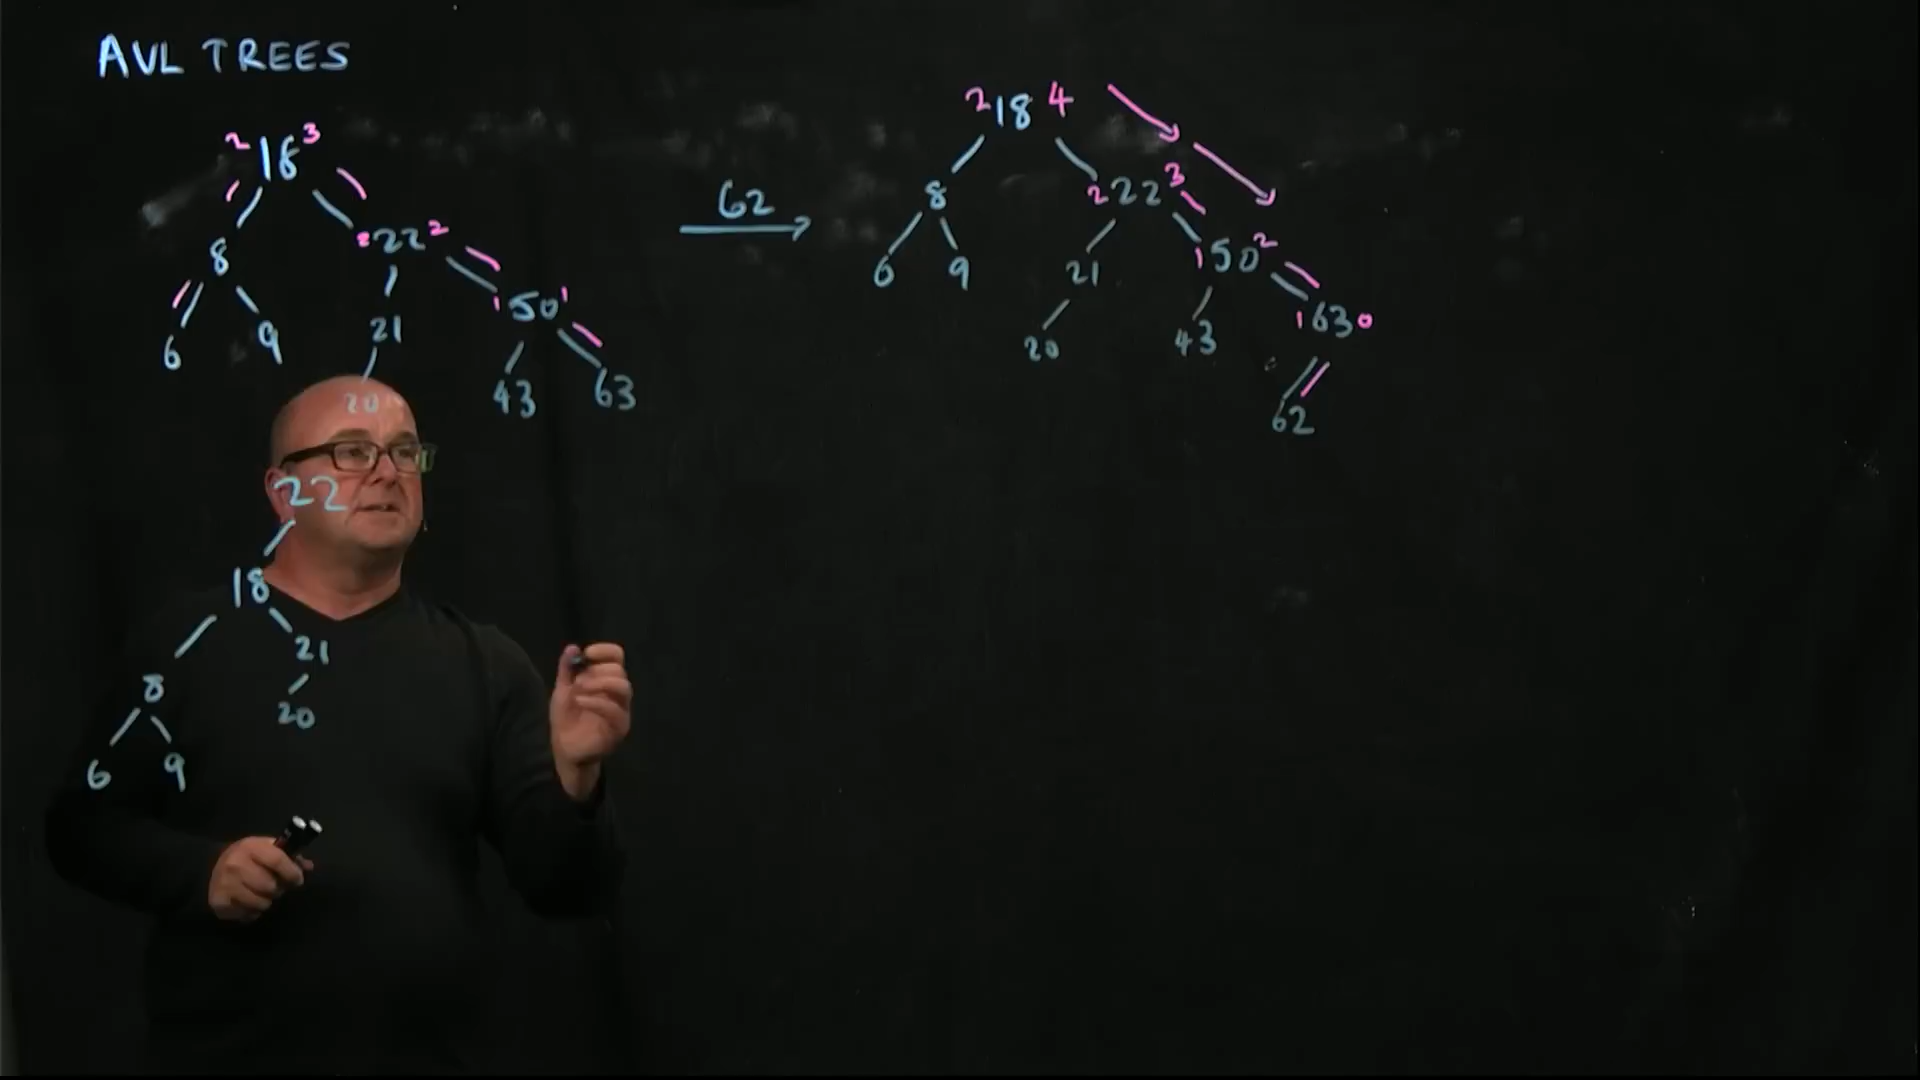 AVL TREES
2 18 3
8 2 22 2
6 9 21 1 50 1
20 43 63
62
2 18 4
8 2 22 3
6 9 21 1 50 2
20 43 1 63 0
62
22
18
8 21
6 9 20